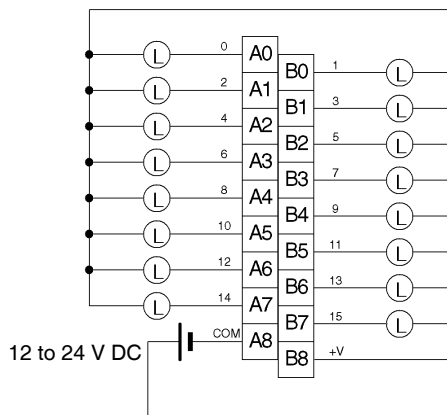 L 0 A0
B0 1 L
L 2 A1
B1 3 L
L 4 A2
B2 5 L
L 6 A3
B3 7 L
L 8 A4
B4 9 L
L 10 A5
B5 11 L
L 12 A6
B6 13 L
L 14 A7
B7 15 L
COM A8
12 to 24 V DC
B8 +V